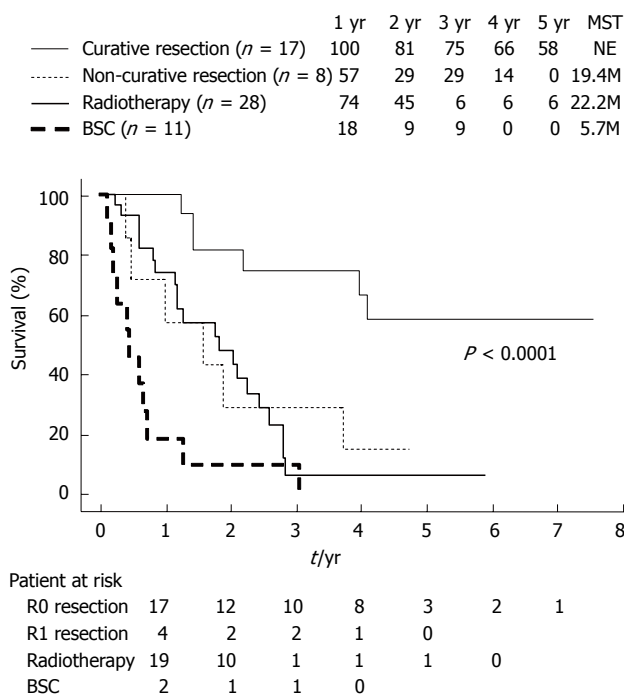 1 yr 2 yr 3 yr 4 yr 5 yr MST
Curative resection (n = 17) 100 81 75 66 58 NE
Non-curative resection (n = 8) 57 29 29 14 0 19.4M
Radiotherapy (n = 28) 74 45 6 6 6 22.2M
BSC (n = 11) 18 9 9 0 0 5.7M
100
80
60
40
20
0
Survival (%)
P < 0.0001
0 1 2 3 4 5 6 7 8
t/yr
Patient at risk
R0 resection 17 12 10 8 3 2 1
R1 resection 4 2 2 1 0
Radiotherapy 19 10 1 1 1 0
BSC 2 1 1 0